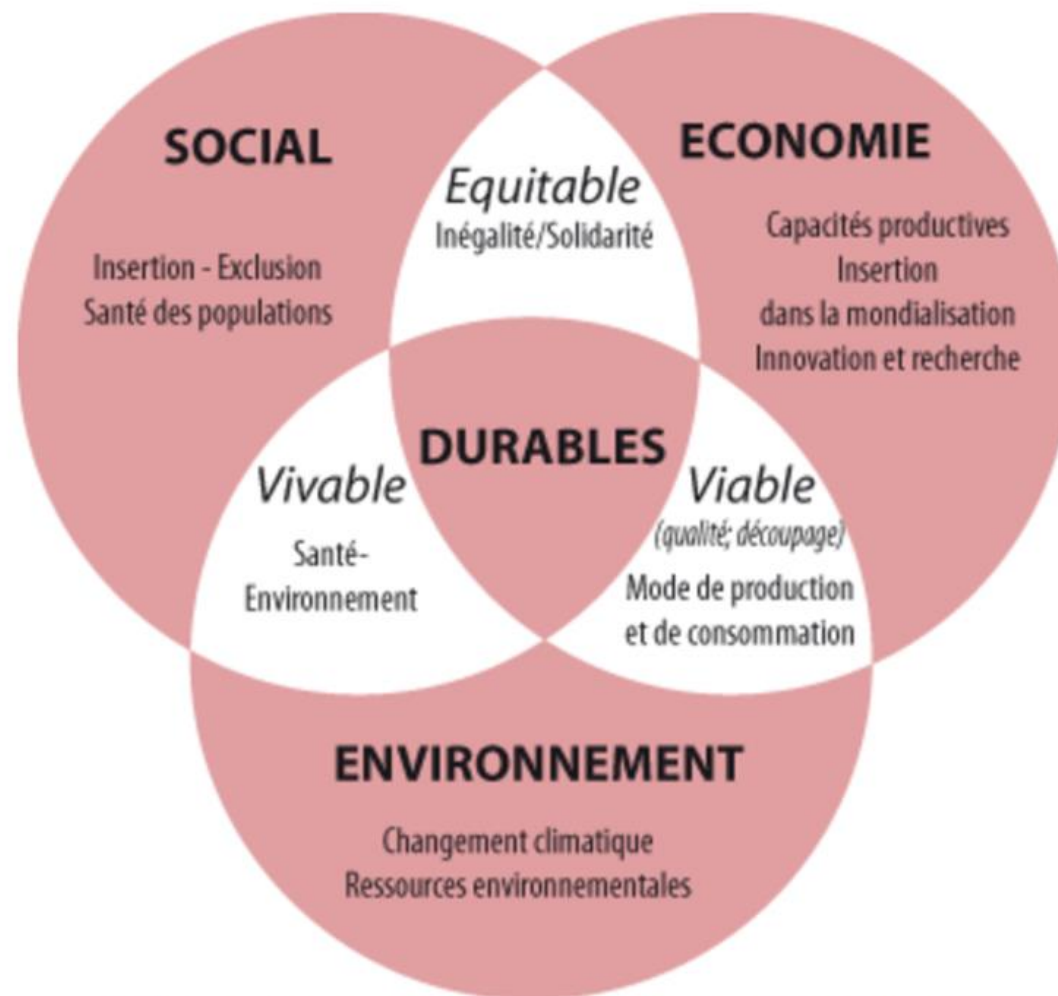 SOCIAL
Insertion - Exclusion
Santé des populations
Equitable
Inégalité/Solidarité
ECONOMIE
Capacités productives
Insertion
dans la mondialisation
Innovation et recherche
DURABLES
Vivable
Santé-
Environnement
Viable
(qualité; découpage)
Mode de production
et de consommation
ENVIRONNEMENT
Changement climatique
Ressources environnementales